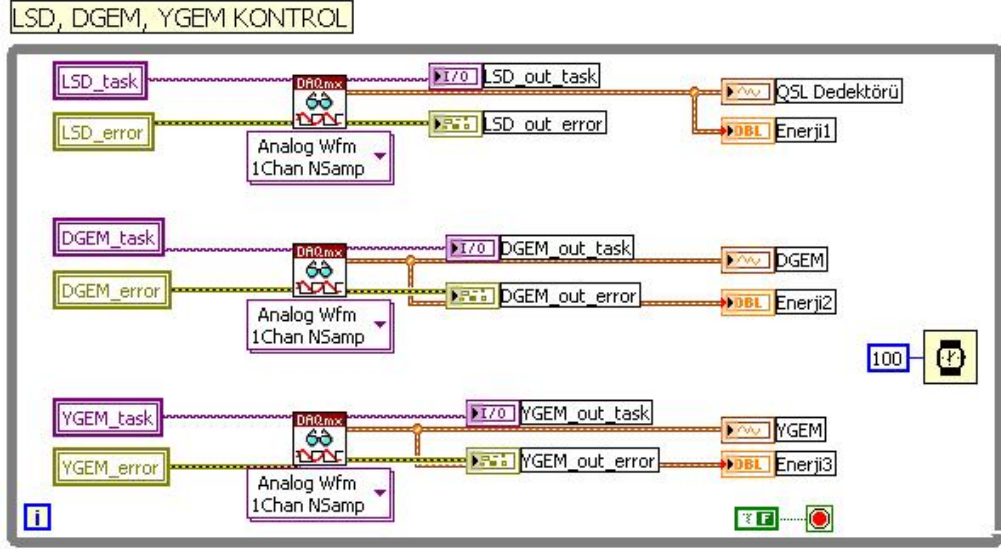 LSD, DGEM, YGEM KONTROL
LSD_task
DAQmx
I/O LSD_out_task
QSL Dedektörü
LSD_error
LSD_out_error
DBL Enerji1
Analog Wfm
1Chan NSamp
DGEM_task
DAQmx
I/O DGEM_out_task
DGEM
DGEM_error
DGEM_out_error
DBL Enerji2
Analog Wfm
1Chan NSamp
100
YGEM_task
DAQmx
I/O YGEM_out_task
YGEM
YGEM_error
YGEM_out_error
DBL Enerji3
Analog Wfm
1Chan NSamp
i
F